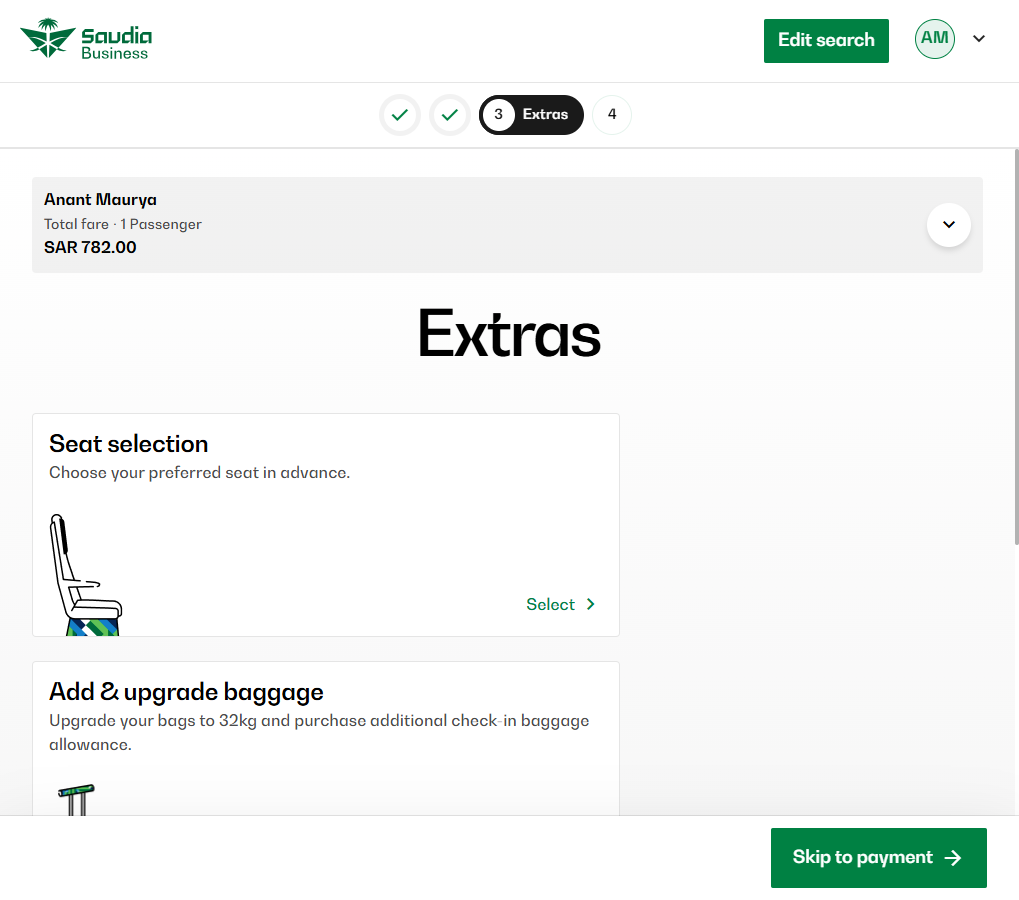 Saudia
Business
Edit search
AM
3
Extras
4
Anant Maurya
Total fare · 1 Passenger
SAR 782.00
Extras
Seat selection
Choose your preferred seat in advance.
Select
Add & upgrade baggage
Upgrade your bags to 32kg and purchase additional check-in baggage
allowance.
Skip to payment